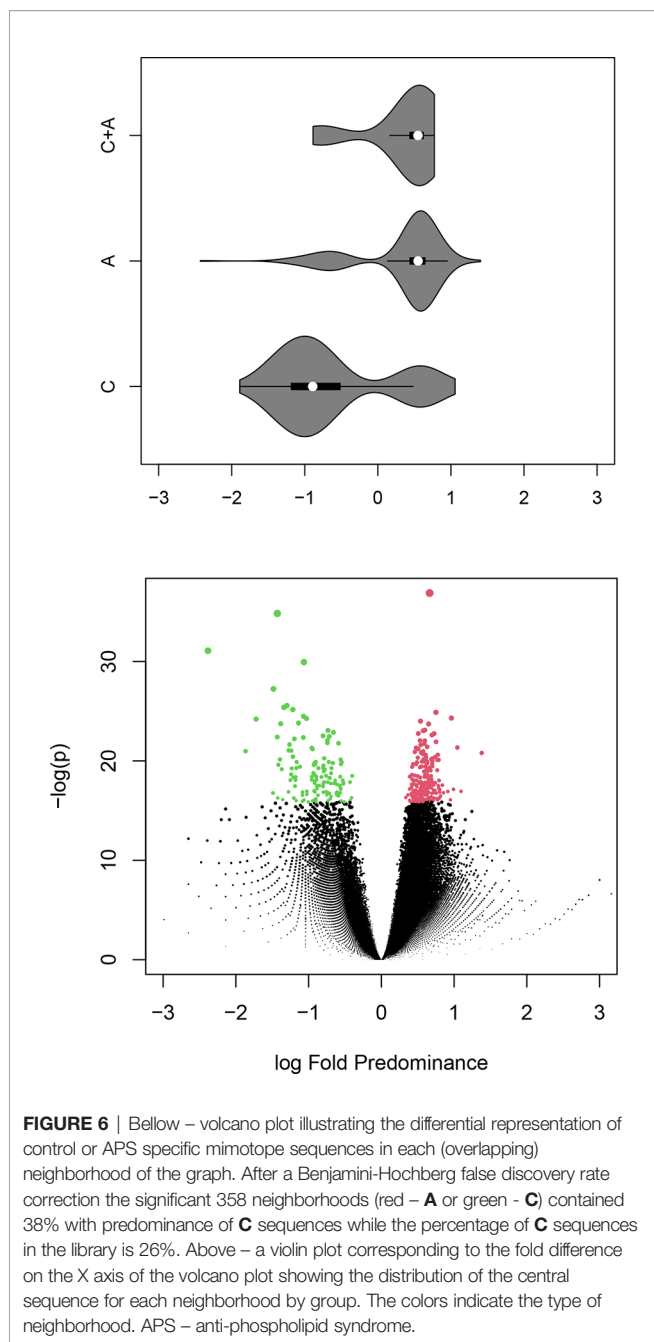 C+A
A
C
−3 −2 −1 0 1 2 3
−log(p)
30
20
10
0
−3 −2 −1 0 1 2 3
log Fold Predominance
FIGURE 6 | Bellow – volcano plot illustrating the differential representation of
control or APS specific mimotope sequences in each (overlapping)
neighborhood of the graph. After a Benjamini-Hochberg false discovery rate
correction the significant 358 neighborhoods (red – A or green - C) contained
38% with predominance of C sequences while the percentage of C sequences
in the library is 26%. Above – a violin plot corresponding to the fold difference
on the X axis of the volcano plot showing the distribution of the central
sequence for each neighborhood by group. The colors indicate the type of
neighborhood. APS – anti-phospholipid syndrome.